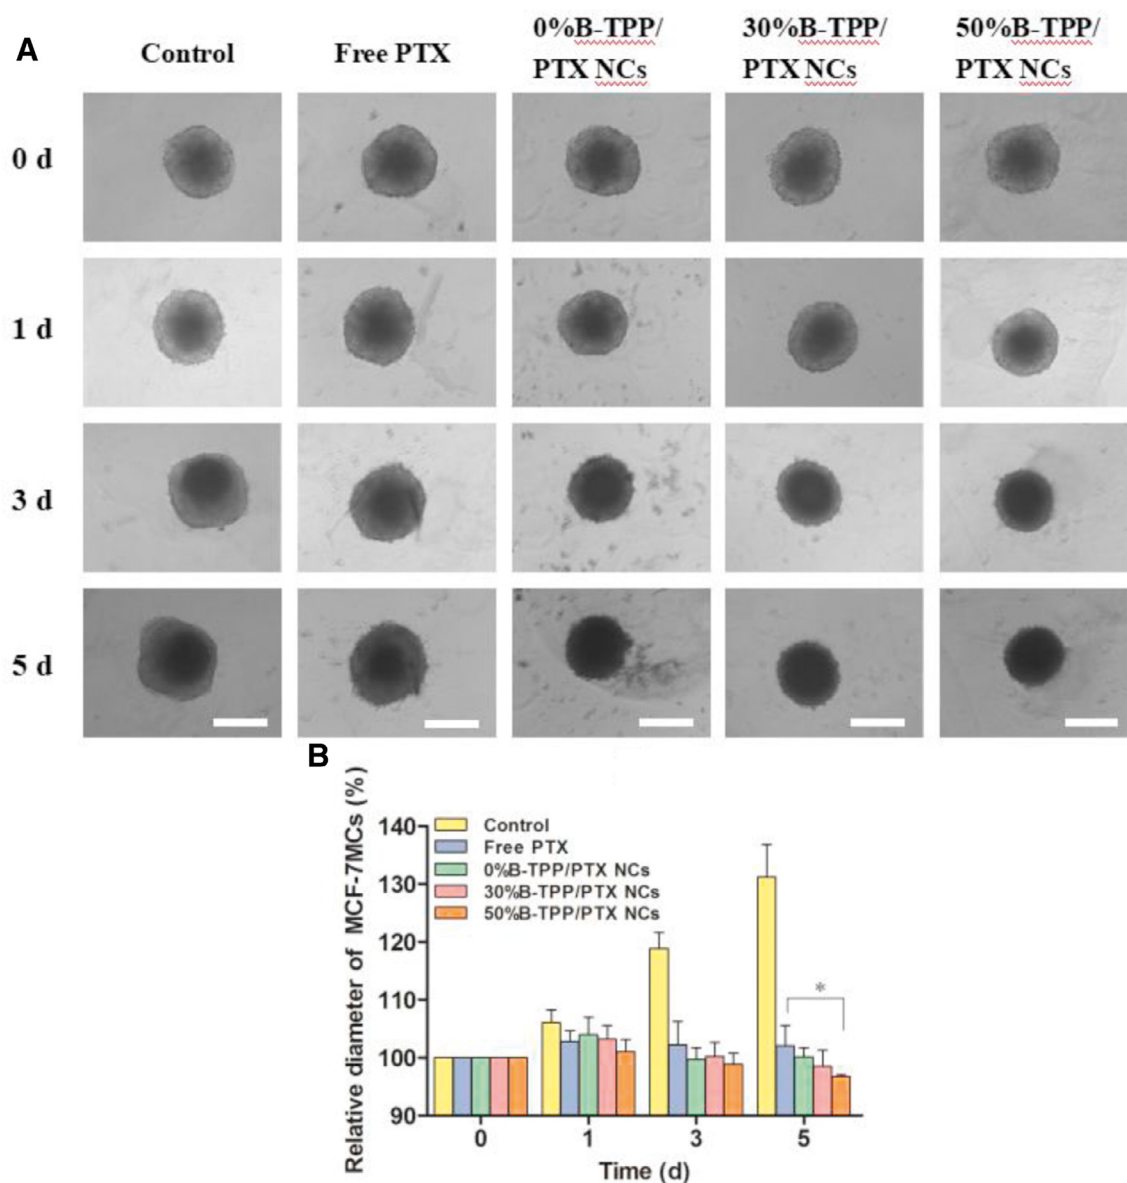 A
Control
Free PTX
0%B-TPP/
PTX NCs
30%B-TPP/
PTX NCs
50%B-TPP/
PTX NCs
0 d
1 d
3 d
5 d
B
Relative diameter of MCF-7MCs (%)
140
130
120
110
100
90
Control
Free PTX
0%B-TPP/PTX NCs
30%B-TPP/PTX NCs
50%B-TPP/PTX NCs
*
0
1
3
5
Time (d)